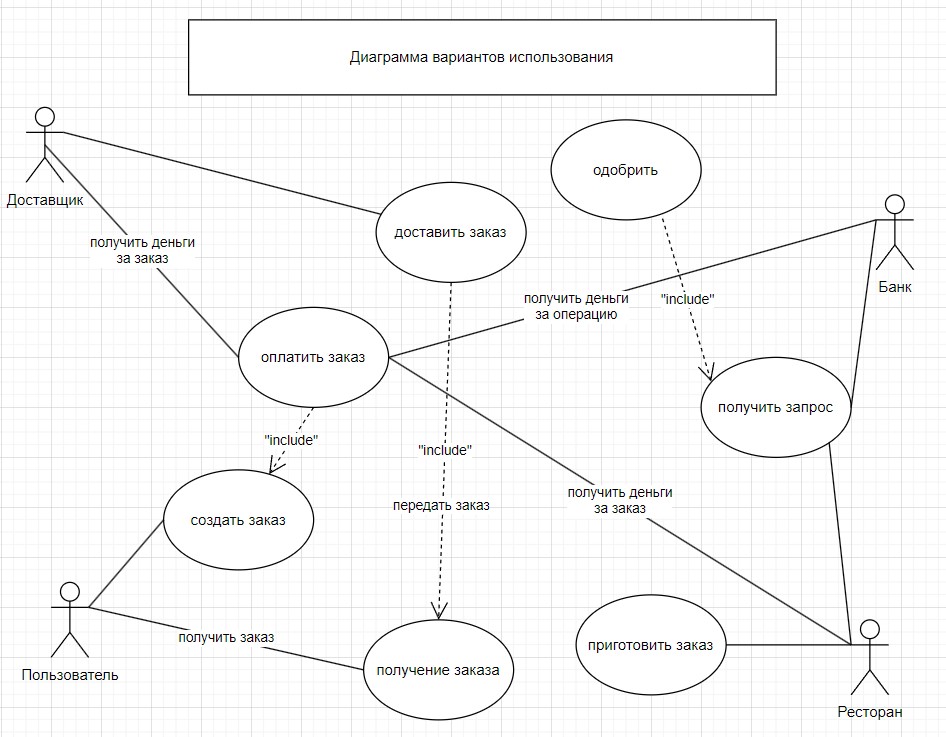 Диаграмма вариантов использования
одобрить
Доставщик
доставить заказ
получить деньги
за заказ
Банк
получить деньги
за операцию
"include"
оплатить заказ
получить запрос
"include"
"include"
получить деньги
за заказ
передать заказ
создать заказ
получить заказ
приготовить заказ
Пользователь
получение заказа
Ресторан